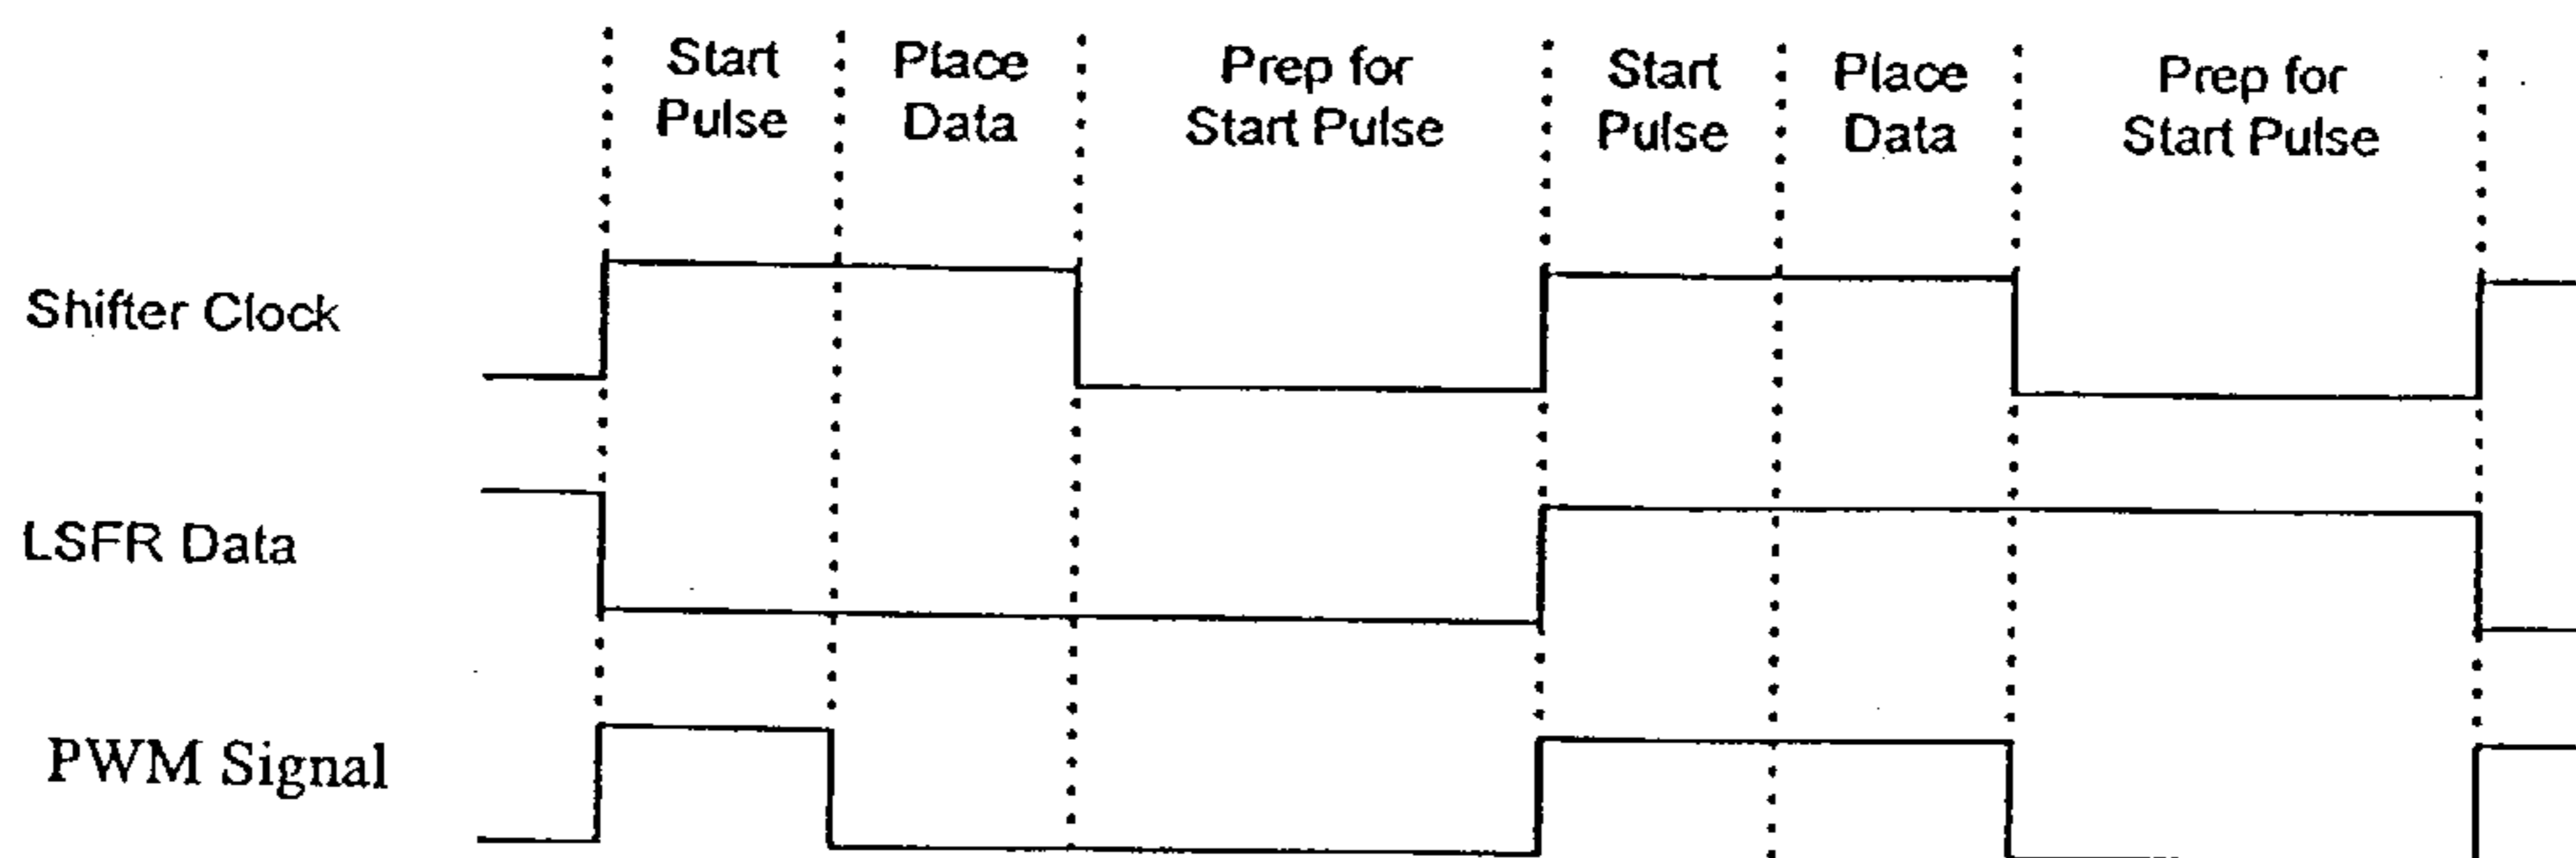 Start
Pulse
Place
Data
Prep for
Start Pulse
Start
Pulse
Place
Data
Prep for
Start Pulse
Shifter Clock
LSFR Data
PWM Signal